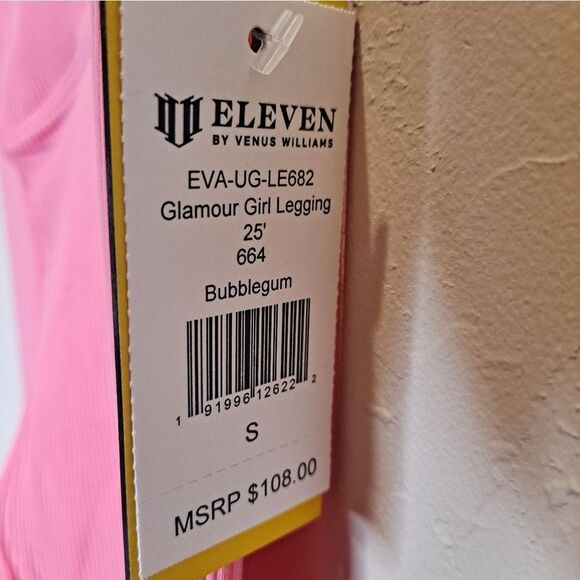 ELEVEN
BY VENUS WILLIAMS
EVA-UG-LE682
Glamour Girl Legging
25'
664
Bubblegum
1 91996 12622 2
S
MSRP $108.00